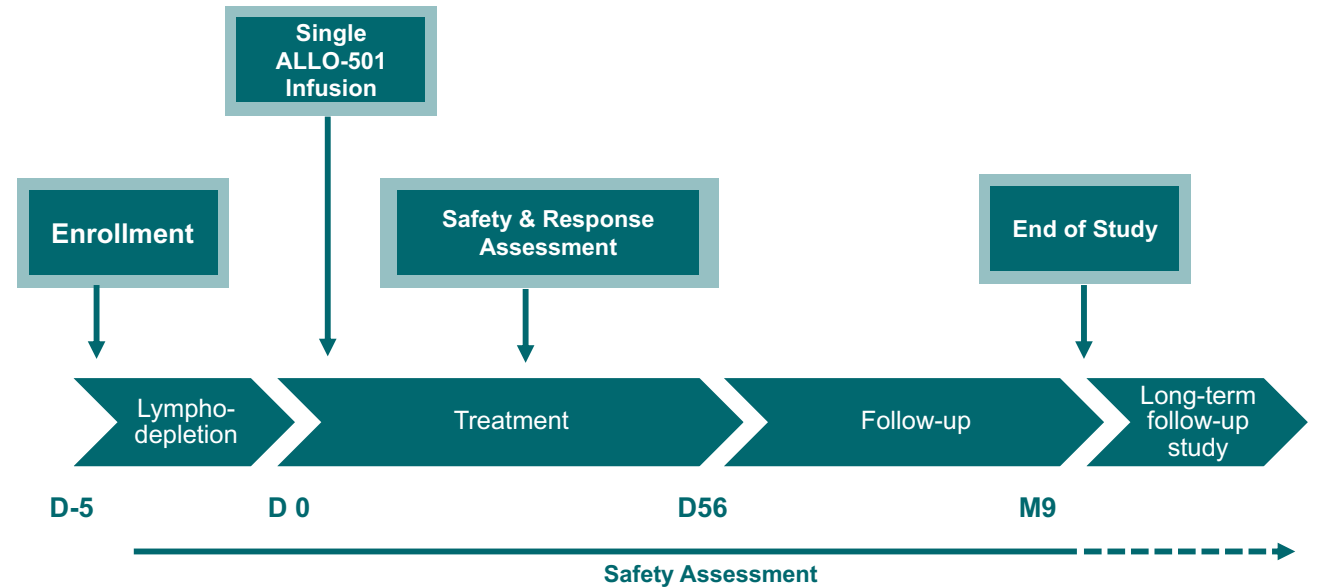 Single
ALLO-501
Infusion
Enrollment
Safety & Response
Assessment
End of Study
Lympho-
depletion
Treatment
Follow-up
Long-term
follow-up
study
D-5
D 0
D56
M9
Safety Assessment